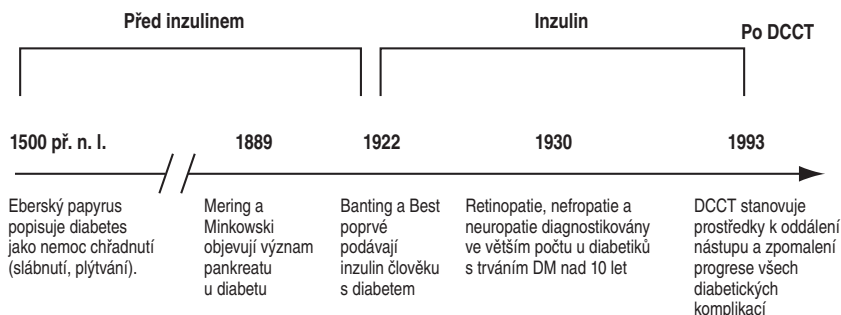 Před inzulinem
Inzulin
Po DCCT
1500 př. n. l.
1889
1922
1930
1993
Eberský papyrus
popisuje diabetes
jako nemoc chřadnutí
(slábnutí, plýtvání).
Mering a
Minkowski
objevují význam
pankreatu
u diabetu
Banting a Best
poprvé
podávají
inzulin člověku
s diabetem
Retinopatie, nefropatie a
neuropatie diagnostikovány
ve větším počtu u diabetiků
s trváním DM nad 10 let
DCCT stanovuje
prostředky k oddálení
nástupu a zpomalení
progrese všech
diabetických
komplikací